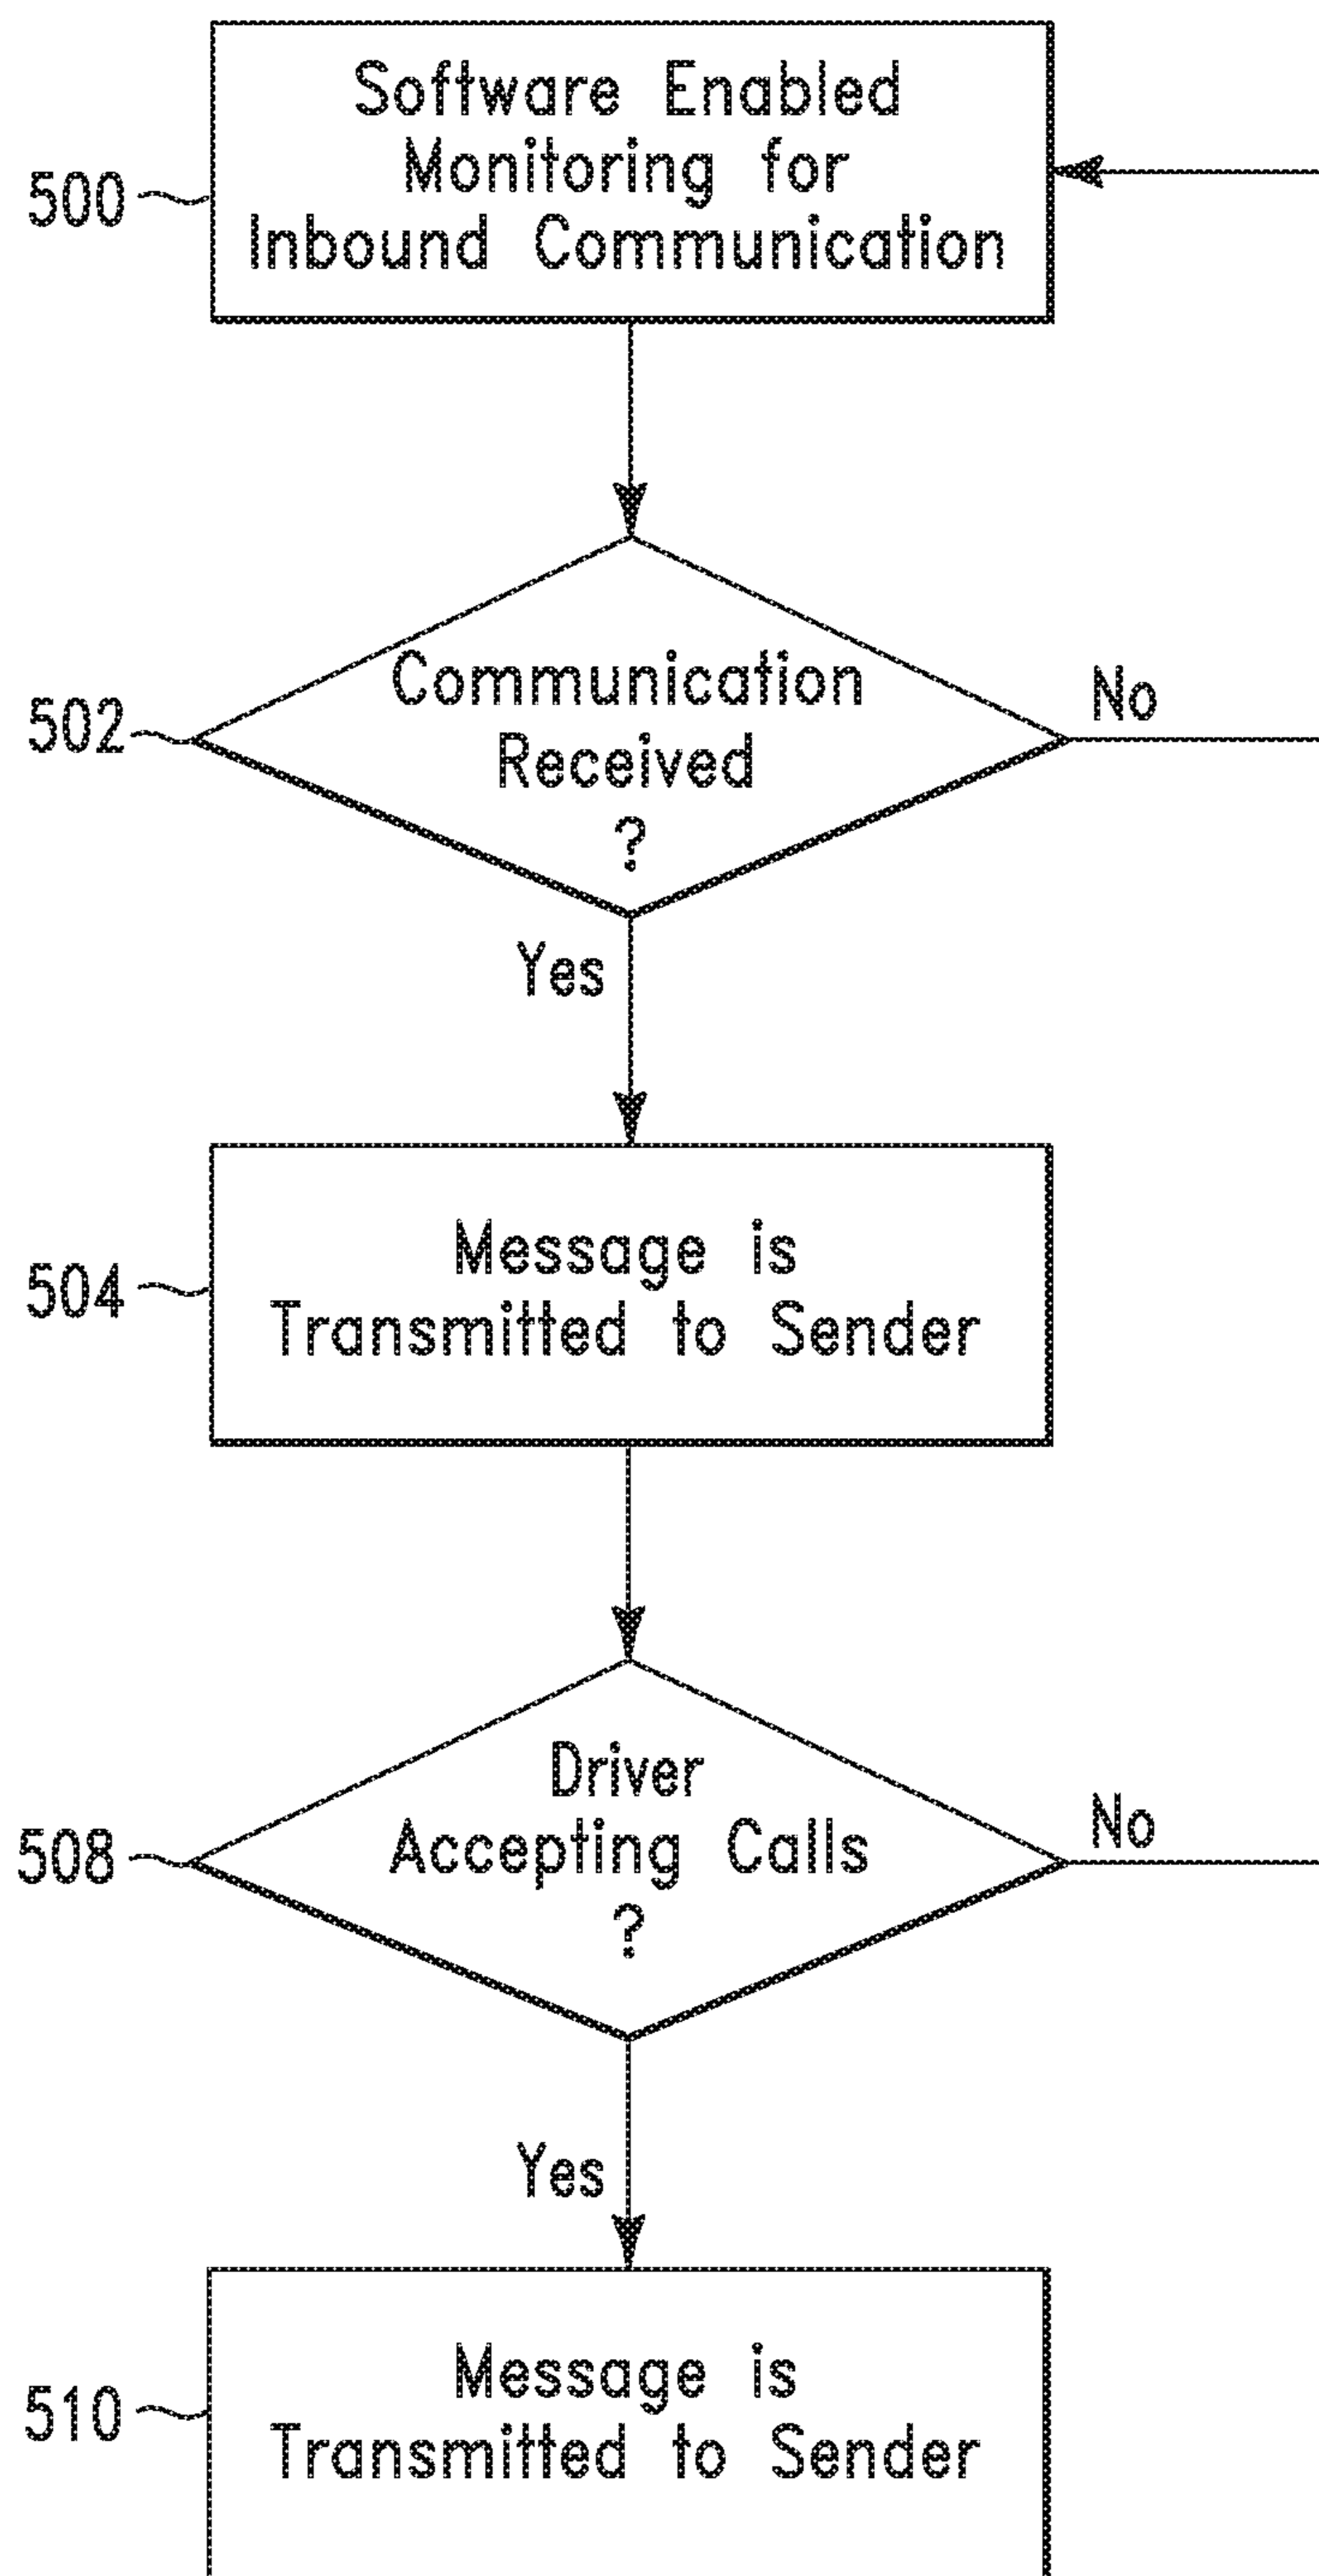 Software Enabled
Monitoring for
Inbound Communication
500
Communication
Received
?
502
No
Yes
Message is
Transmitted to Sender
504
Driver
Accepting Calls
?
508
No
Yes
Message is
Transmitted to Sender
510